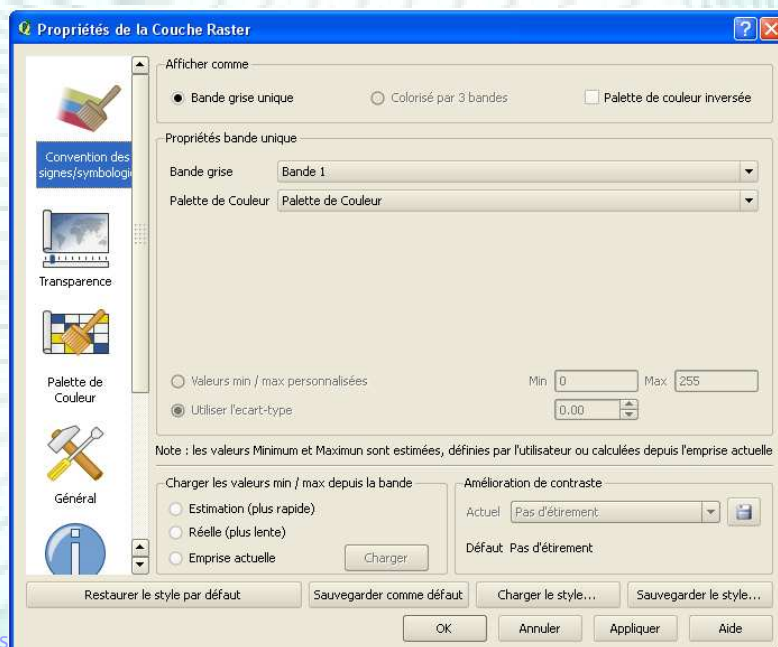 Propriétés de la Couche Raster
Convention des
signes/symbologi
Transparence
Palette de
Couleur
Général
Afficher comme
Bande grise unique
Colorisé par 3 bandes
Palette de couleur inversée
Propriétés bande unique
Bande grise Bande 1
Palette de Couleur Palette de Couleur
Valeurs min / max personnalisées Min 0 Max 255
Utiliser l'ecart-type 0.00
Note : les valeurs Minimum et Maximun sont estimées, définies par l'utilisateur ou calculées depuis l'emprise actuelle
Charger les valeurs min / max depuis la bande
Estimation (plus rapide)
Réelle (plus lente)
Emprise actuelle Charger
Amélioration de contraste
Actuel Pas d'étirement
Défaut Pas d'étirement
Restaurer le style par défaut Sauvegarder comme défaut Charger le style... Sauvegarder le style...
OK Annuler Appliquer Aide